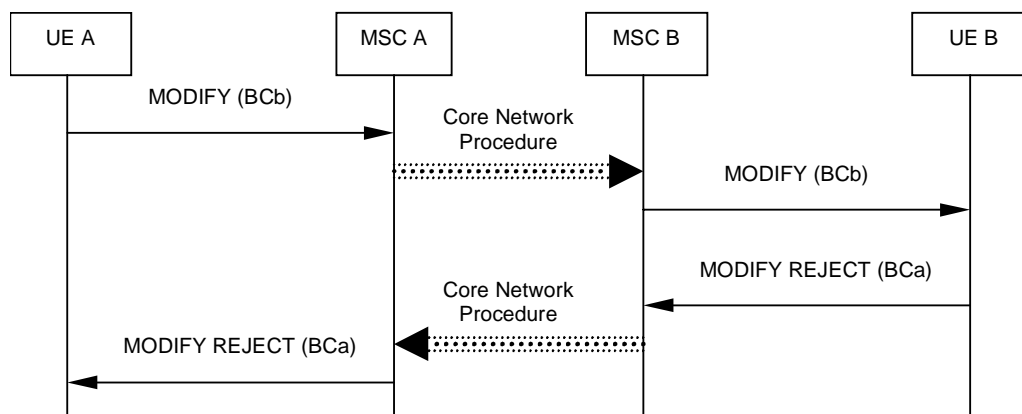 UE A
MSC A
MSC B
UE B
MODIFY (BCb)
Core Network
Procedure
MODIFY (BCb)
MODIFY REJECT (BCa)
Core Network
Procedure
MODIFY REJECT (BCa)